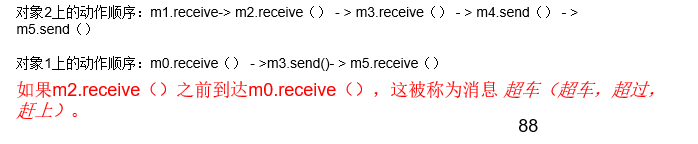 对象2上的动作顺序：m1.receive-> m2.receive（） - > m3.receive（） - > m4.send（） - >
m5.send（）
对象1上的动作顺序：m0.receive（） - >m3.send()- > m5.receive（）
如果m2.receive（）之前到达m0.receive（），这被称为消息 超车（超车，超过，
赶上）。
88